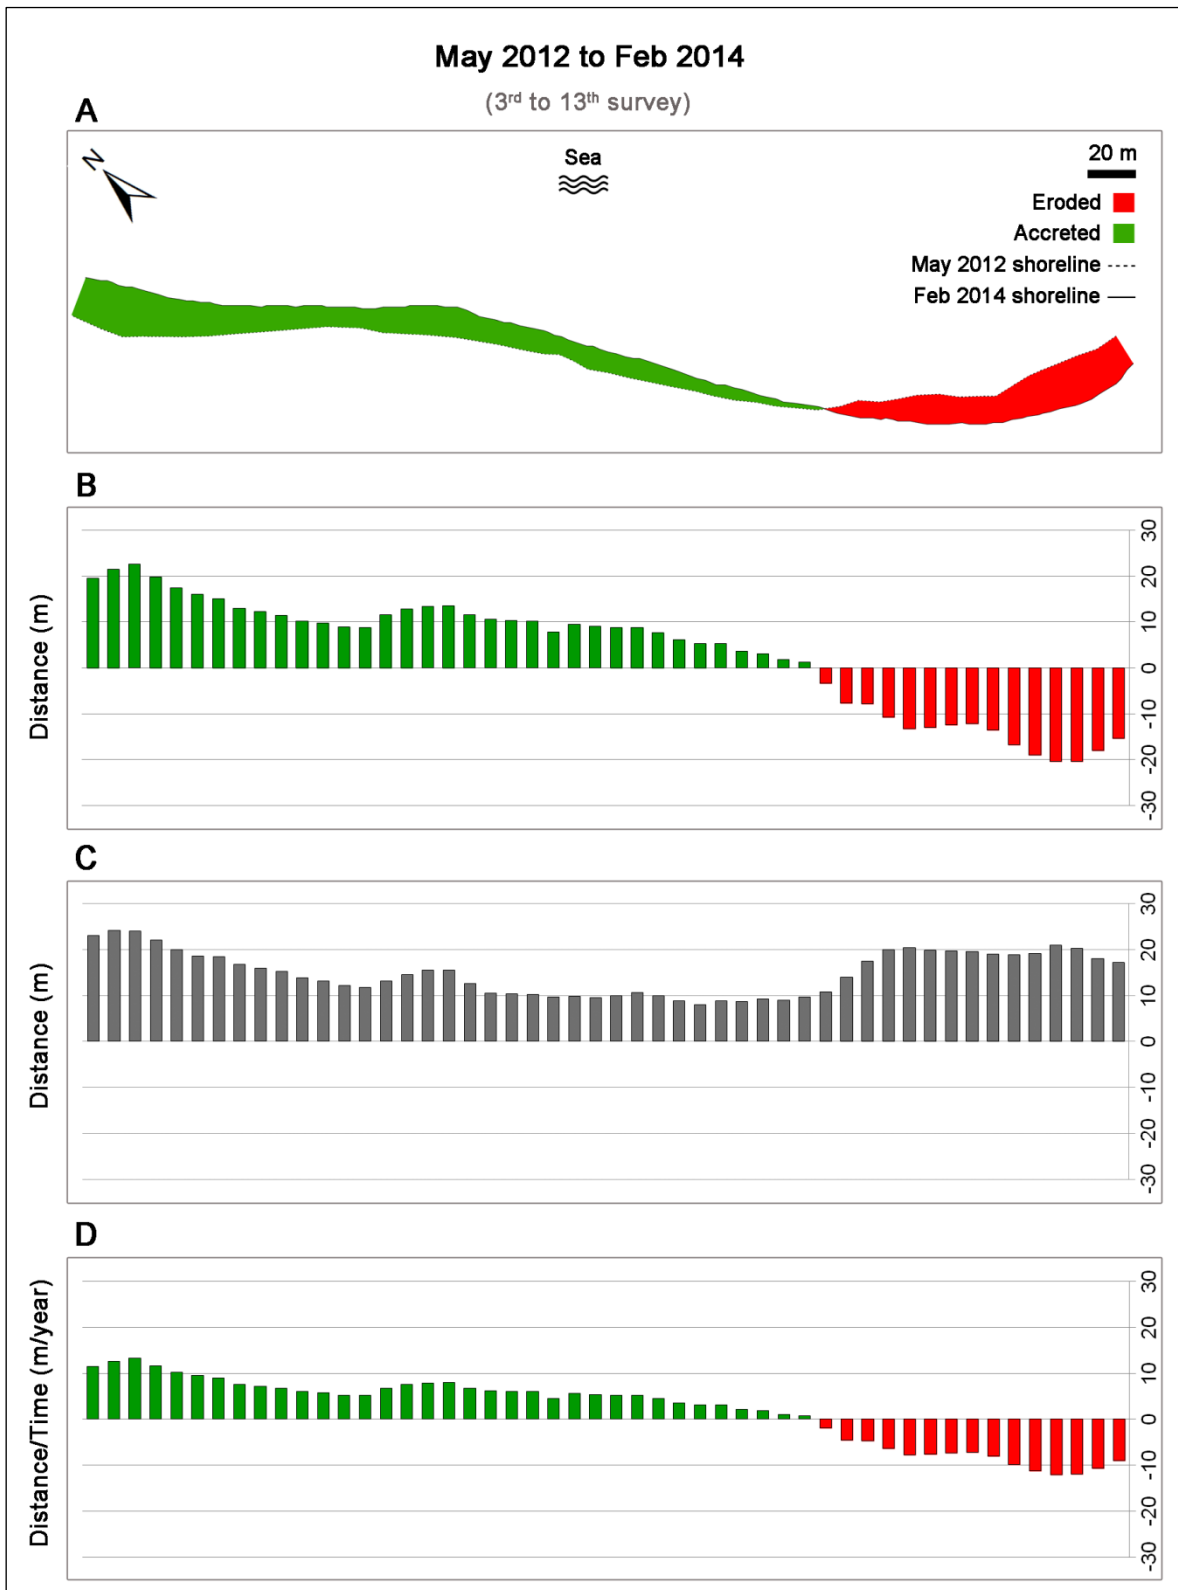 May 2012 to Feb 2014
(3rd to 13th survey)
A
N
Sea
20 m
Eroded
Accreted
May 2012 shoreline
Feb 2014 shoreline
B
Distance (m)
30
20
10
0
-10
-20
-30
C
Distance (m)
30
20
10
0
-10
-20
-30
D
Distance/Time (m/year)
30
20
10
0
-10
-20
-30